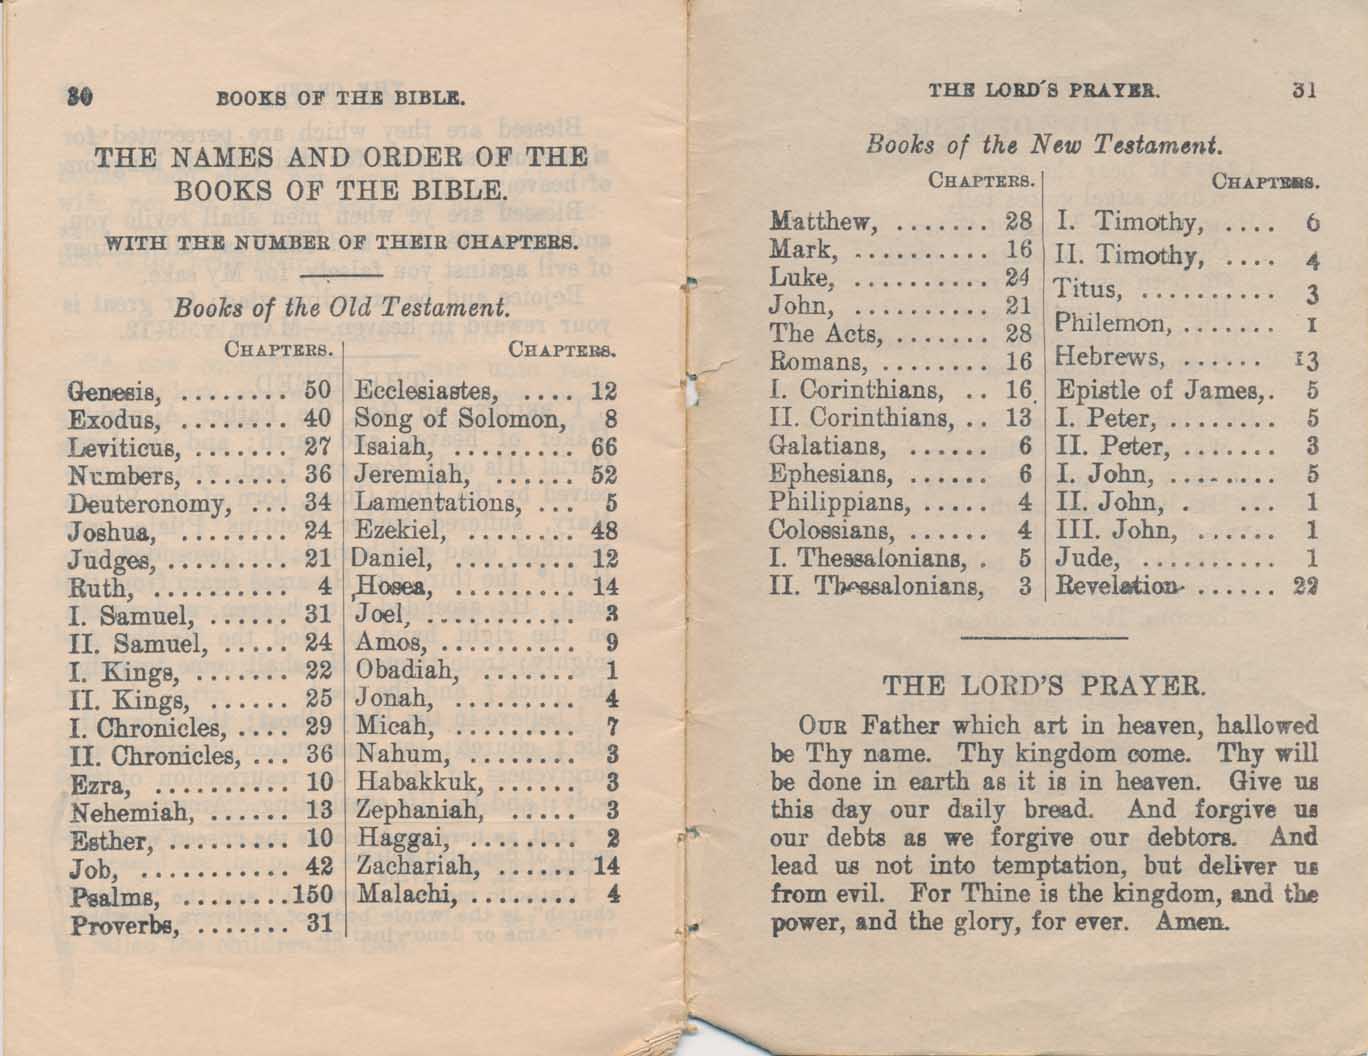 30 BOOKS OF THE BIBLE.
THE NAMES AND ORDER OF THE
BOOKS OF THE BIBLE.
WITH THE NUMBER OF THEIR CHAPTERS.
Books of the Old Testament.
CHAPTERS.
Genesis, ........ 50
Exodus, ........ 40
Leviticus, ....... 27
Numbers, ....... 36
Deuteronomy, ... 34
Joshua, ........ 24
Judges, ........ 21
Ruth, .......... 4
I. Samuel, ...... 31
II. Samuel, ..... 24
I. Kings, ....... 22
II. Kings, ...... 25
I. Chronicles, .... 29
II. Chronicles, ... 36
Ezra, .......... 10
Nehemiah, ...... 13
Esther, ......... 10
Job, ........... 42
Psalms, ........150
Proverbs, ....... 31
CHAPTERS.
Ecclesiastes, .... 12
Song of Solomon, 8
Isaiah, ......... 66
Jeremiah, ...... 52
Lamentations, ... 5
Ezekiel, ........ 48
Daniel, ......... 12
Hosea, ......... 14
Joel, ........... 3
Amos, .......... 9
Obadiah, ....... 1
Jonah, ......... 4
Micah, ......... 7
Nahum, ........ 3
Habakkuk, ...... 3
Zephaniah, ..... 3
Haggai, ........ 2
Zachariah, ...... 14
Malachi, ........ 4
THE LORD'S PRAYER. 31
Books of the New Testament.
CHAPTERS.
Matthew, ....... 28
Mark, .......... 16
Luke, .......... 24
John, .......... 21
The Acts, ....... 28
Romans, ........ 16
I. Corinthians, .. 16
II. Corinthians, .. 13
Galatians, ...... 6
Ephesians, ...... 6
Philippians, ..... 4
Colossians, ...... 4
I. Thessalonians, . 5
II. Thessalonians, 3
CHAPTERS.
I. Timothy, .... 6
II. Timothy, .... 4
Titus, .......... 3
Philemon, ....... 1
Hebrews, ...... 13
Epistle of James,. 5
I. Peter, ........ 5
II. Peter, ....... 3
I. John, ........ 5
II. John, . ... 1
III. John, ...... 1
Jude, .......... 1
Revelation ...... 22
THE LORD'S PRAYER.
OUR Father which art in heaven, hallowed
be Thy name. Thy kingdom come. Thy will
be done in earth as it is in heaven. Give us
this day our daily bread. And forgive us
our debts as we forgive our debtors. And
lead us not into temptation, but deliver us
from evil. For Thine is the kingdom, and the
power, and the glory, for ever. Amen.